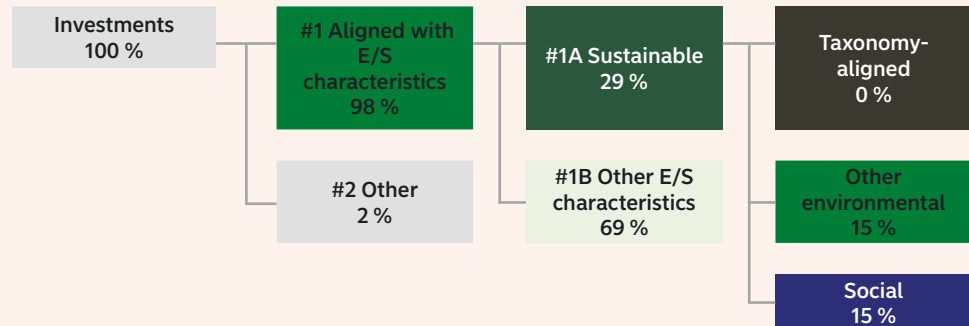 Investments
100 %
#1 Aligned with
E/S
characteristics
98 %
#2 Other
2 %
#1A Sustainable
29 %
#1B Other E/S
characteristics
69 %
Taxonomy-
aligned
0 %
Other
environmental
15 %
Social
15 %